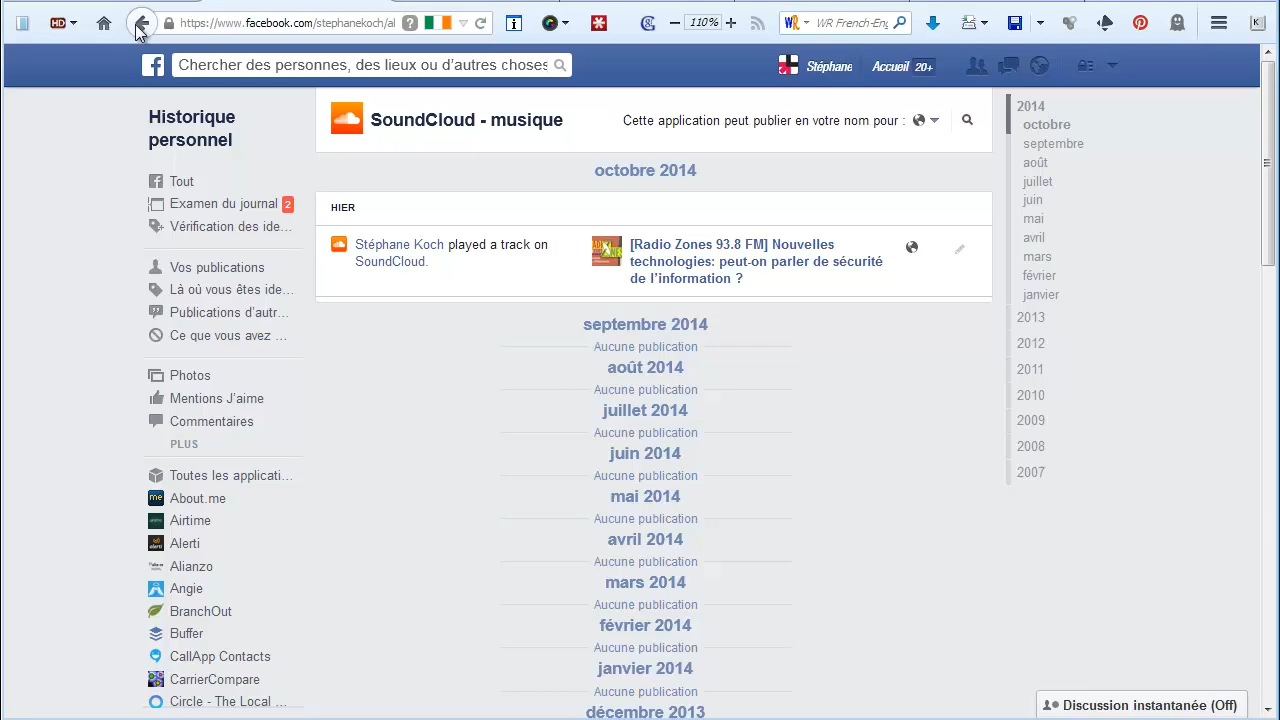 HD
https://www.facebook.com/stephanekoch/al
110%
WR French-Eng
Chercher des personnes, des lieux ou d'autres choses
Stéphane
Accueil 20+
Historique
personnel
Tout
Examen du journal 2
Vérification des ide...
Vos publications
Là où vous êtes ide...
Publications d'autr...
Ce que vous avez ...
Photos
Mentions J'aime
Commentaires
PLUS
Toutes les applicati...
About.me
Airtime
Alerti
Alianzo
Angie
BranchOut
Buffer
CallApp Contacts
CarrierCompare
Circle - The Local ...
SoundCloud - musique
Cette application peut publier en votre nom pour :
octobre 2014
HIER
Stéphane Koch played a track on
SoundCloud.
[Radio Zones 93.8 FM] Nouvelles
technologies: peut-on parler de sécurité
de l'information ?
septembre 2014
Aucune publication
août 2014
Aucune publication
juillet 2014
Aucune publication
juin 2014
Aucune publication
mai 2014
Aucune publication
avril 2014
Aucune publication
mars 2014
Aucune publication
février 2014
Aucune publication
janvier 2014
Aucune publication
décembre 2013
2014
octobre
septembre
août
juillet
juin
mai
avril
mars
février
janvier
2013
2012
2011
2010
2009
2008
2007
Discussion instantanée (Off)